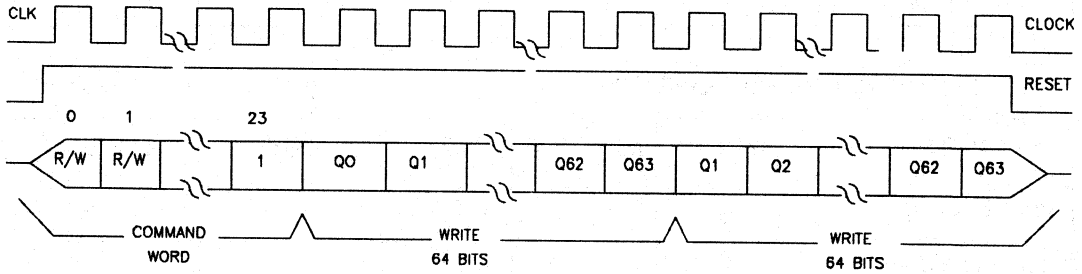 CLK
CLOCK
RESET
0 1 23
R/W R/W 1 Q0 Q1 Q62 Q63 Q1 Q2 Q62 Q63
COMMAND WORD
WRITE 64 BITS
WRITE 64 BITS